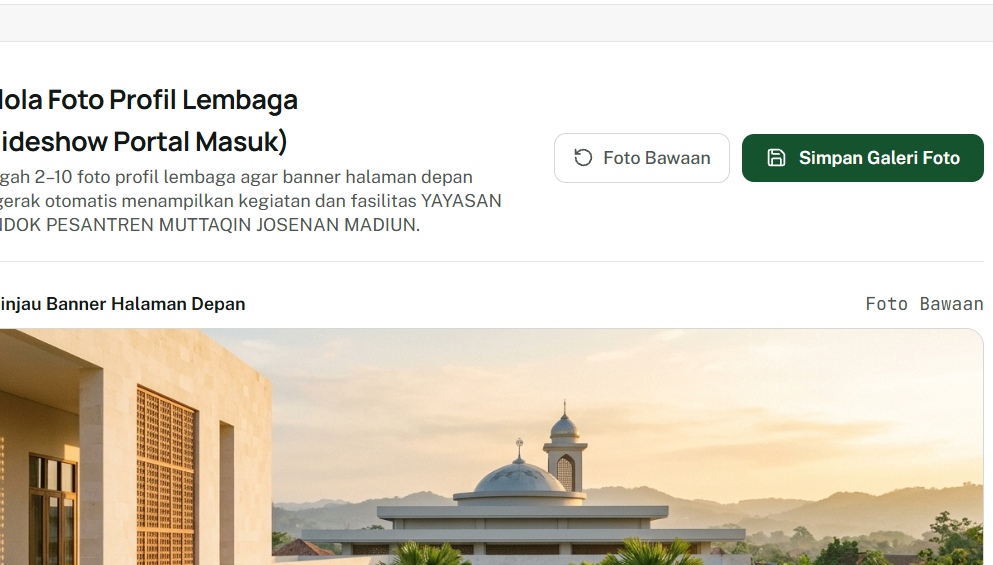 lola Foto Profil Lembaga
ideshow Portal Masuk)
gah 2–10 foto profil lembaga agar banner halaman depan
gerak otomatis menampilkan kegiatan dan fasilitas YAYASAN
NDOK PESANTREN MUTTAQIN JOSENAN MADIUN.
Foto Bawaan
Simpan Galeri Foto
injau Banner Halaman Depan
Foto Bawaan